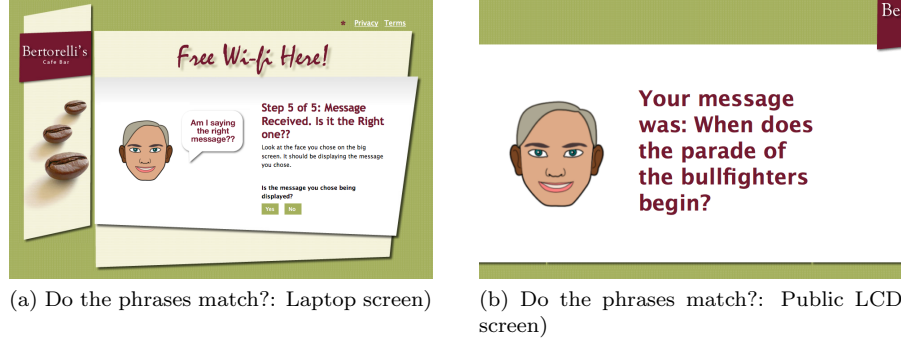 ★ Privacy Terms
Bertorelli's
Cafe Bar
Free Wi-fi Here!
Am I saying
the right
message??
Step 5 of 5: Message
Received. Is it the Right
one??
Look at the face you chose on the big
screen. It should be displaying the message
you chose.
Is the message you chose being
displayed?
Yes No
(a) Do the phrases match?: Laptop screen)
Be
Your message
was: When does
the parade of
the bullfighters
begin?
(b) Do the phrases match?: Public LCD
screen)